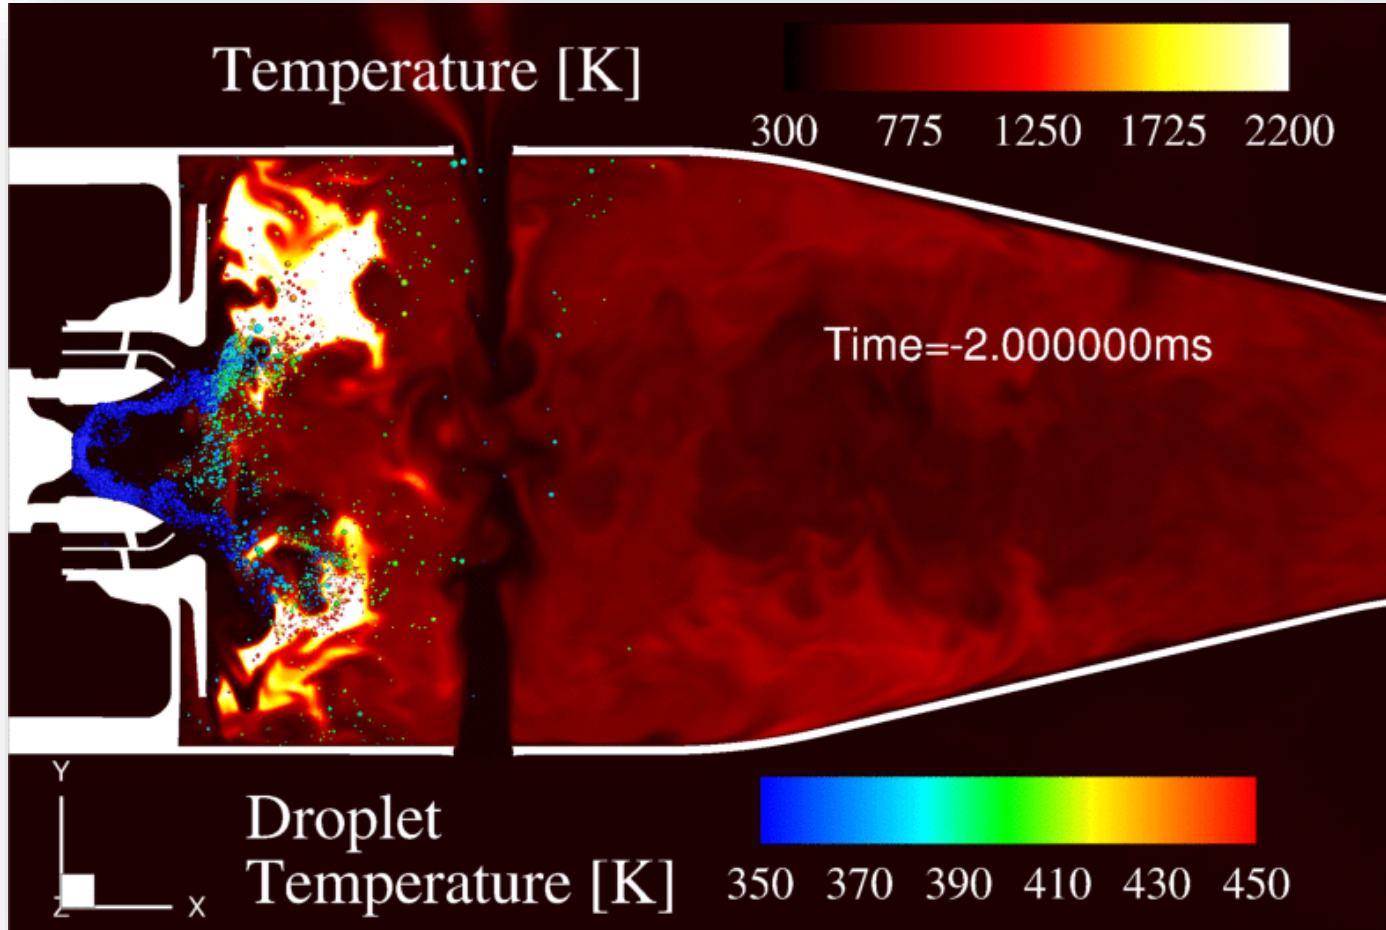 Temperature [K]
300 775 1250 1725 2200
Time=-2.000000ms
Y
Z
X
Droplet
Temperature [K]
350 370 390 410 430 450